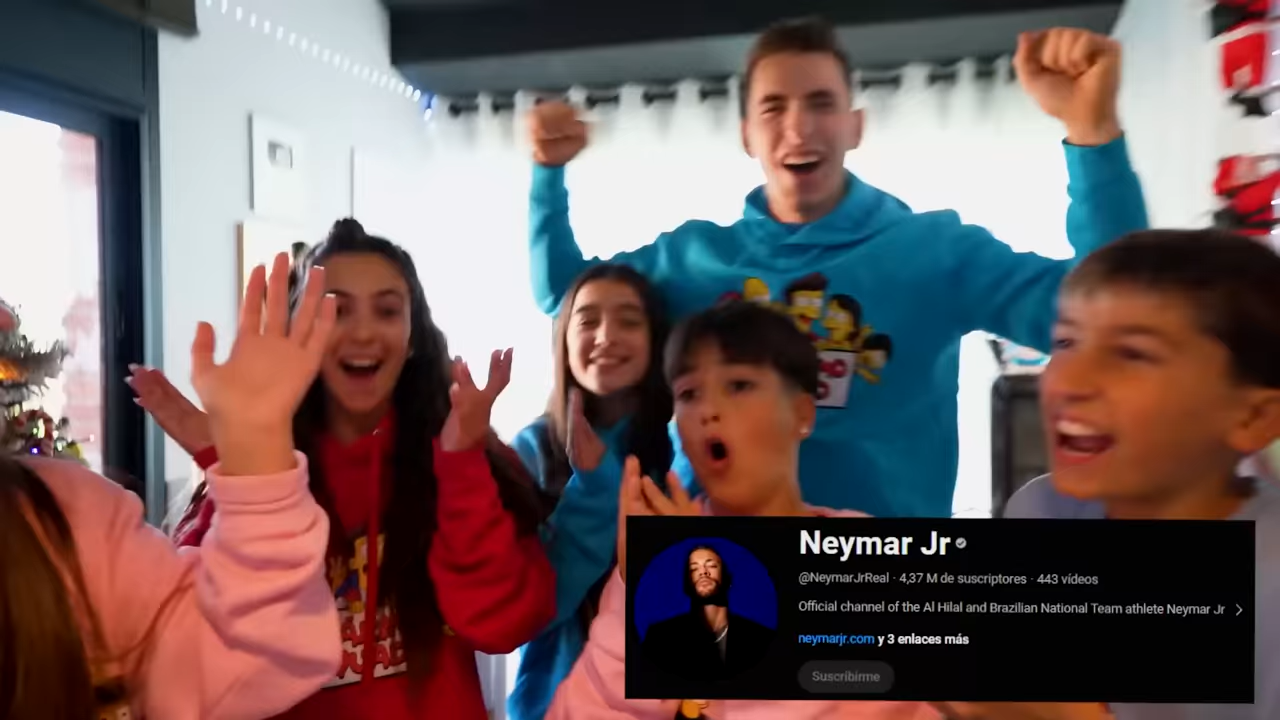 Neymar Jr
@NeymarJrReal · 4,37 M de suscriptores · 443 vídeos
Official channel of the Al Hilal and Brazilian National Team athlete Neymar Jr
neymarjr.com y 3 enlaces más
Suscribirme